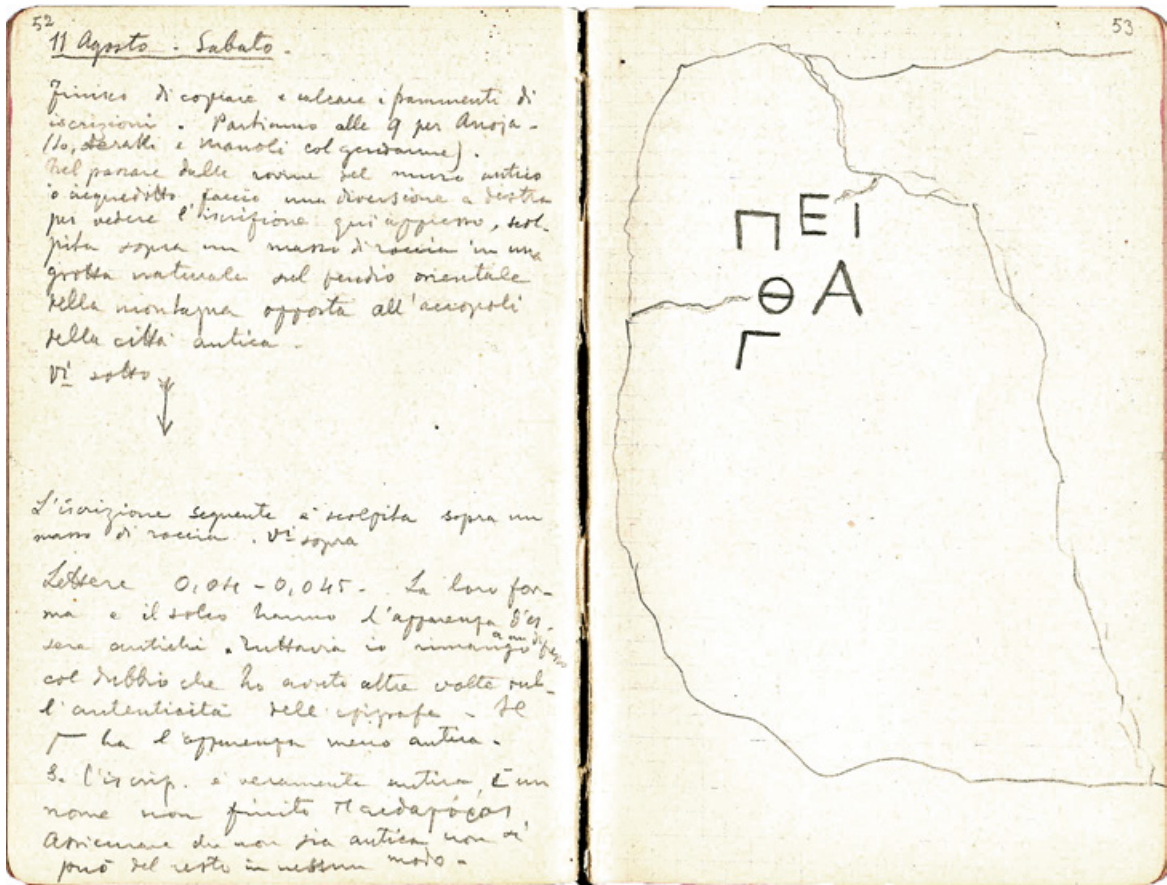 52
11 Agosto . Sabato .
Finisco di copiare e calcare i frammenti di
iscrizioni . Partiamo alle 9 per Anoja -
(Io, e Manoli col gendarme) .
Nel passare dalle rovine del muro antico
o acquedotto faccio una diversione a destra
per vedere l'iscrizione qui appresso, scol-
pita sopra un masso di roccia in una
grotta naturale sul pendio orientale
della montagna opposta all'acropoli
della città antica .
Vi sotto
L'iscrizione seguente è scolpita sopra un
masso di roccia . Vi sopra
Lettere - 0,045 - La loro for-
ma e il solco hanno l'apparenza d'es-
sere antichi . Tuttavia io rimango
col dubbio che ho avuto altre volte sul-
l'autenticità dell' epigrafe - Il
Γ ha l'apparenza meno antica .
Se l'iscriz. è veramente antica, è un
nome non finito
Assicurare che non sia antica non si
può del resto in nessun modo -
53
ΠΕΙ
ΘΑ
Γ